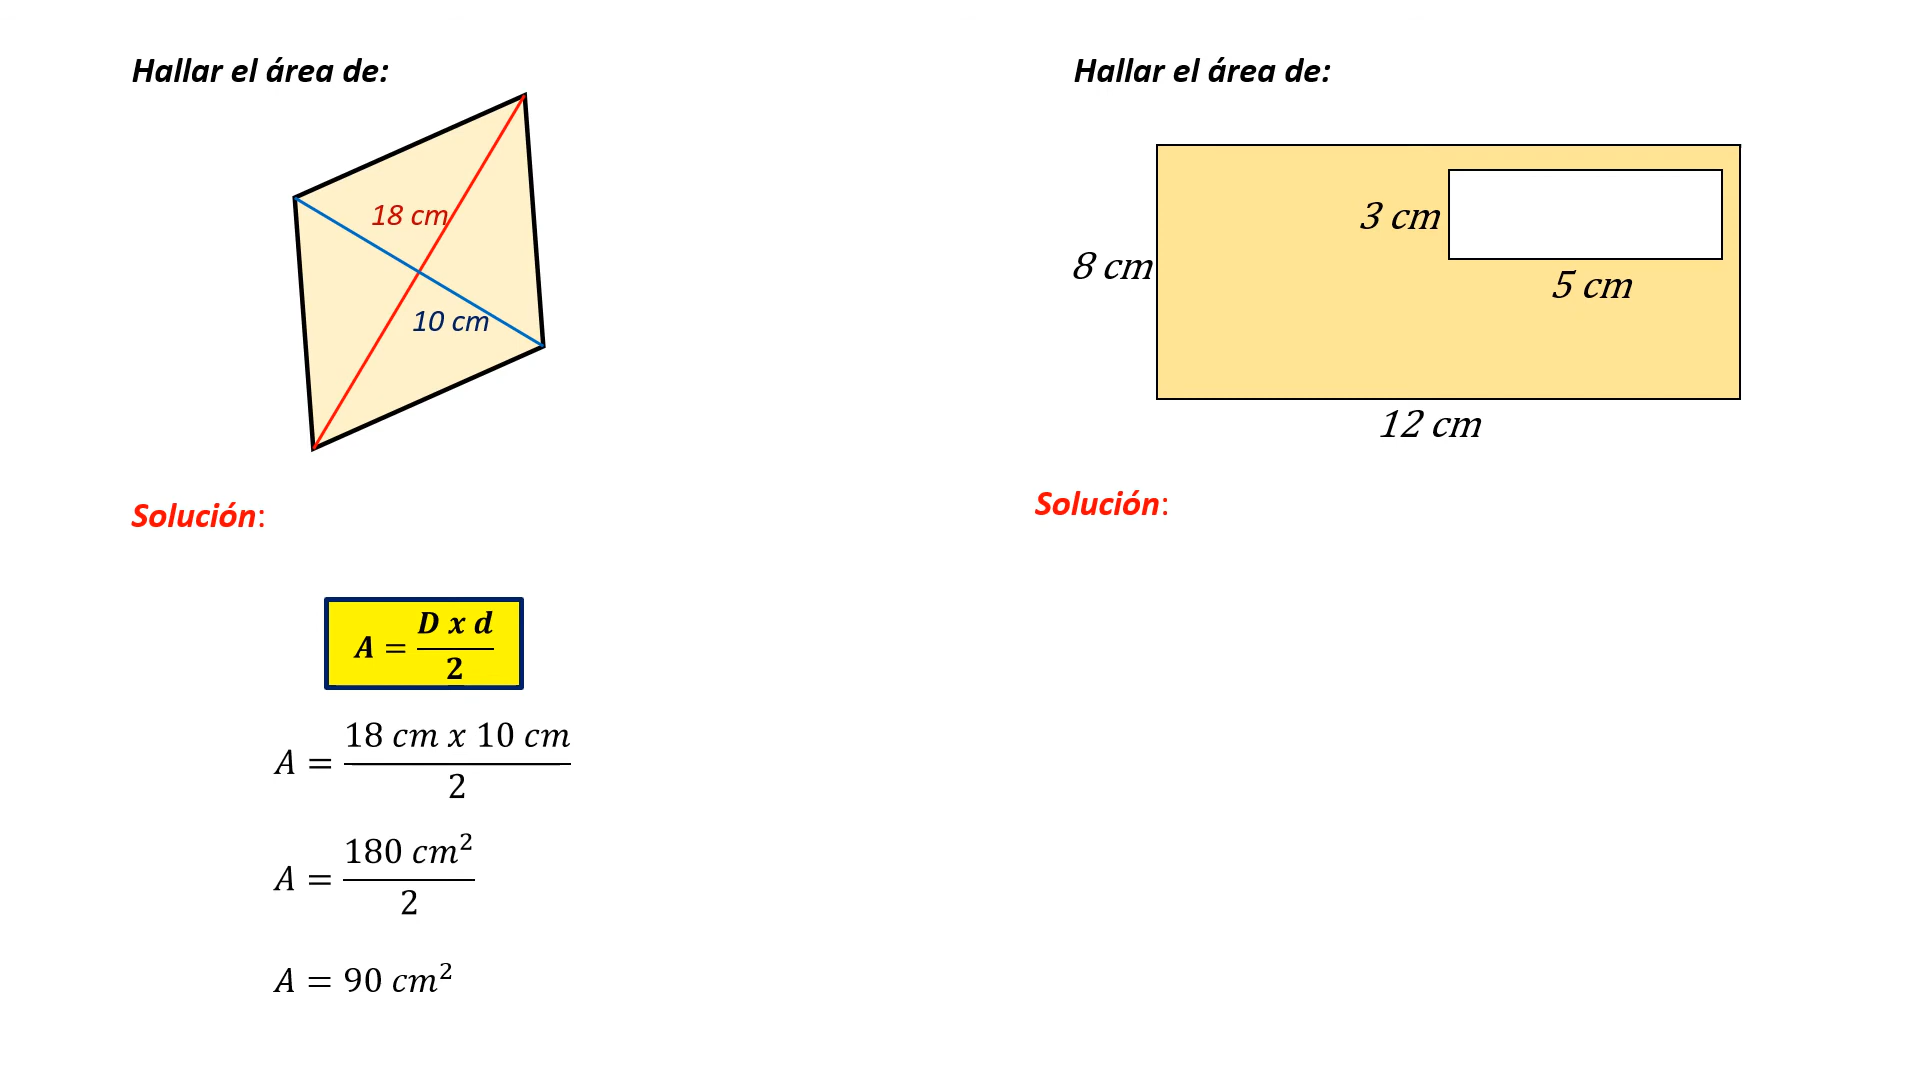 Hallar el área de:
18 cm
10 cm
Solución:
A = D x d / 2
A = 18 cm x 10 cm / 2
A = 180 cm² / 2
A = 90 cm²
Hallar el área de:
3 cm
8 cm
5 cm
12 cm
Solución: